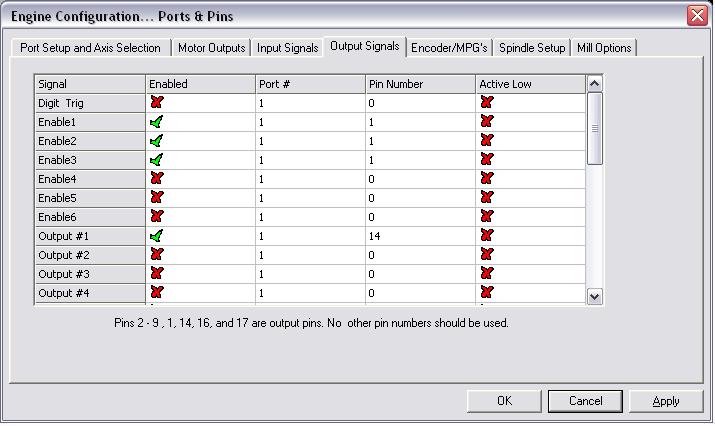 Engine Configuration... Ports & Pins
Port Setup and Axis Selection Motor Outputs Input Signals Output Signals Encoder/MPG's Spindle Setup Mill Options
Signal Enabled Port # Pin Number Active Low
Digit Trig 1 0
Enable1 1 1
Enable2 1 1
Enable3 1 1
Enable4 1 0
Enable5 1 0
Enable6 1 0
Output #1 1 14
Output #2 1 0
Output #3 1 0
Output #4 1 0
Pins 2 - 9 , 1, 14, 16, and 17 are output pins. No other pin numbers should be used.
OK Cancel Apply